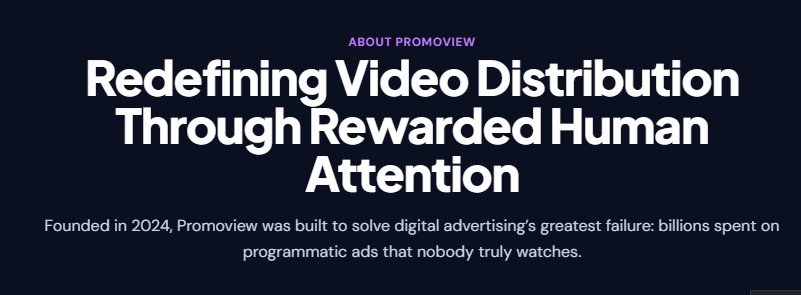 ABOUT PROMOVIEW
Redefining Video Distribution
Through Rewarded Human
Attention
Founded in 2024, Promoview was built to solve digital advertising’s greatest failure: billions spent on
programmatic ads that nobody truly watches.